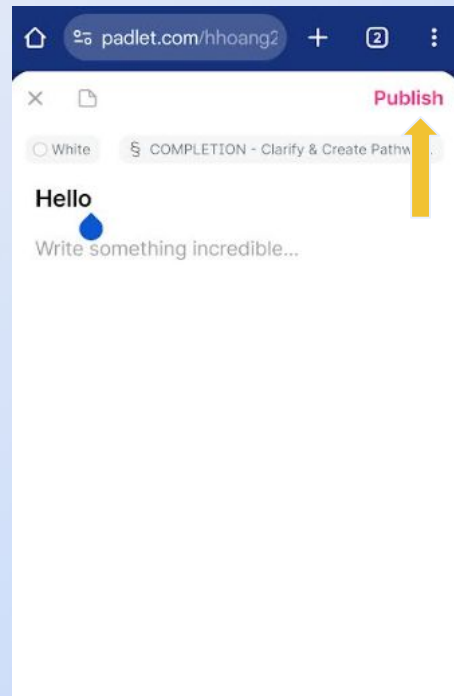 padlet.com/hhoang2
2
Publish
White
§ COMPLETION - Clarify & Create Pathw...
Hello
Write something incredible...